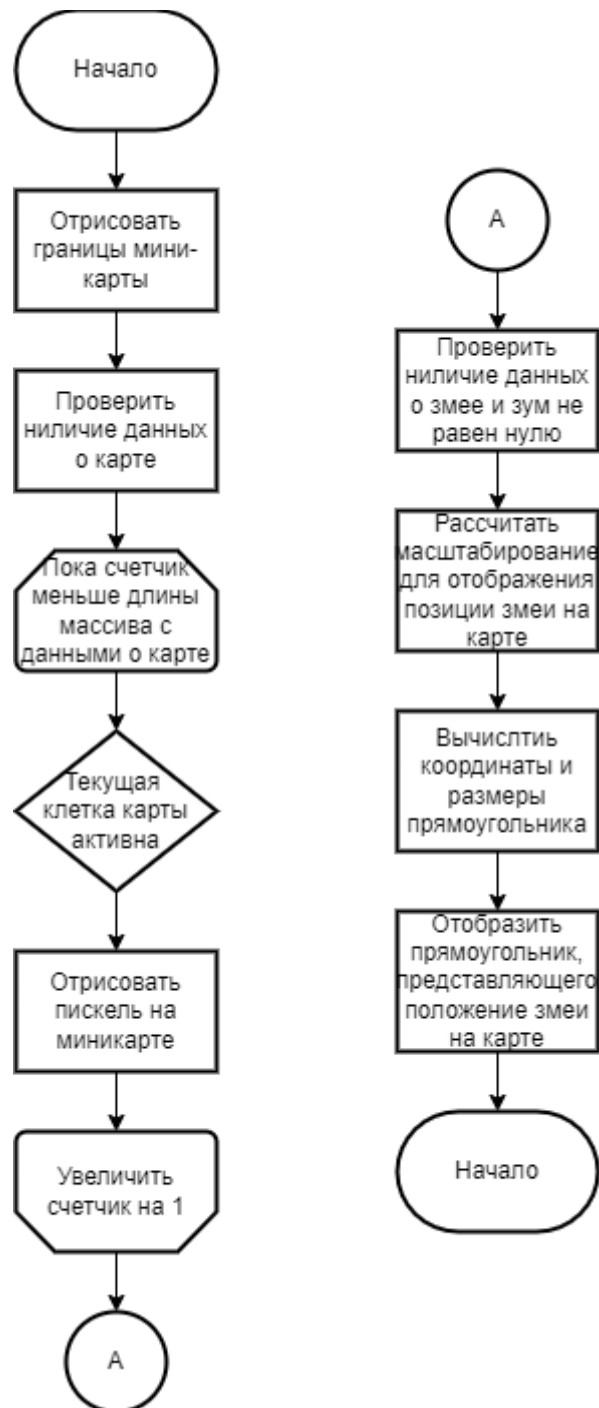 Начало
Отрисовать
границы мини-
карты
Проверить
ниличие данных
о карте
Пока счетчик
меньше длины
массива с
данными о карте
Текущая
клетка карты
активна
Отрисовать
пискель на
миникарте
Увеличить
счетчик на 1
А
А
Проверить
ниличие данных
о змее и зум не
равен нулю
Рассчитать
масштабирование
для отображения
позиции змеи на
карте
Вычислтиь
координаты и
размеры
прямоугольника
Отобразить
прямоугольник,
представляющего
положение змеи
на карте
Начало